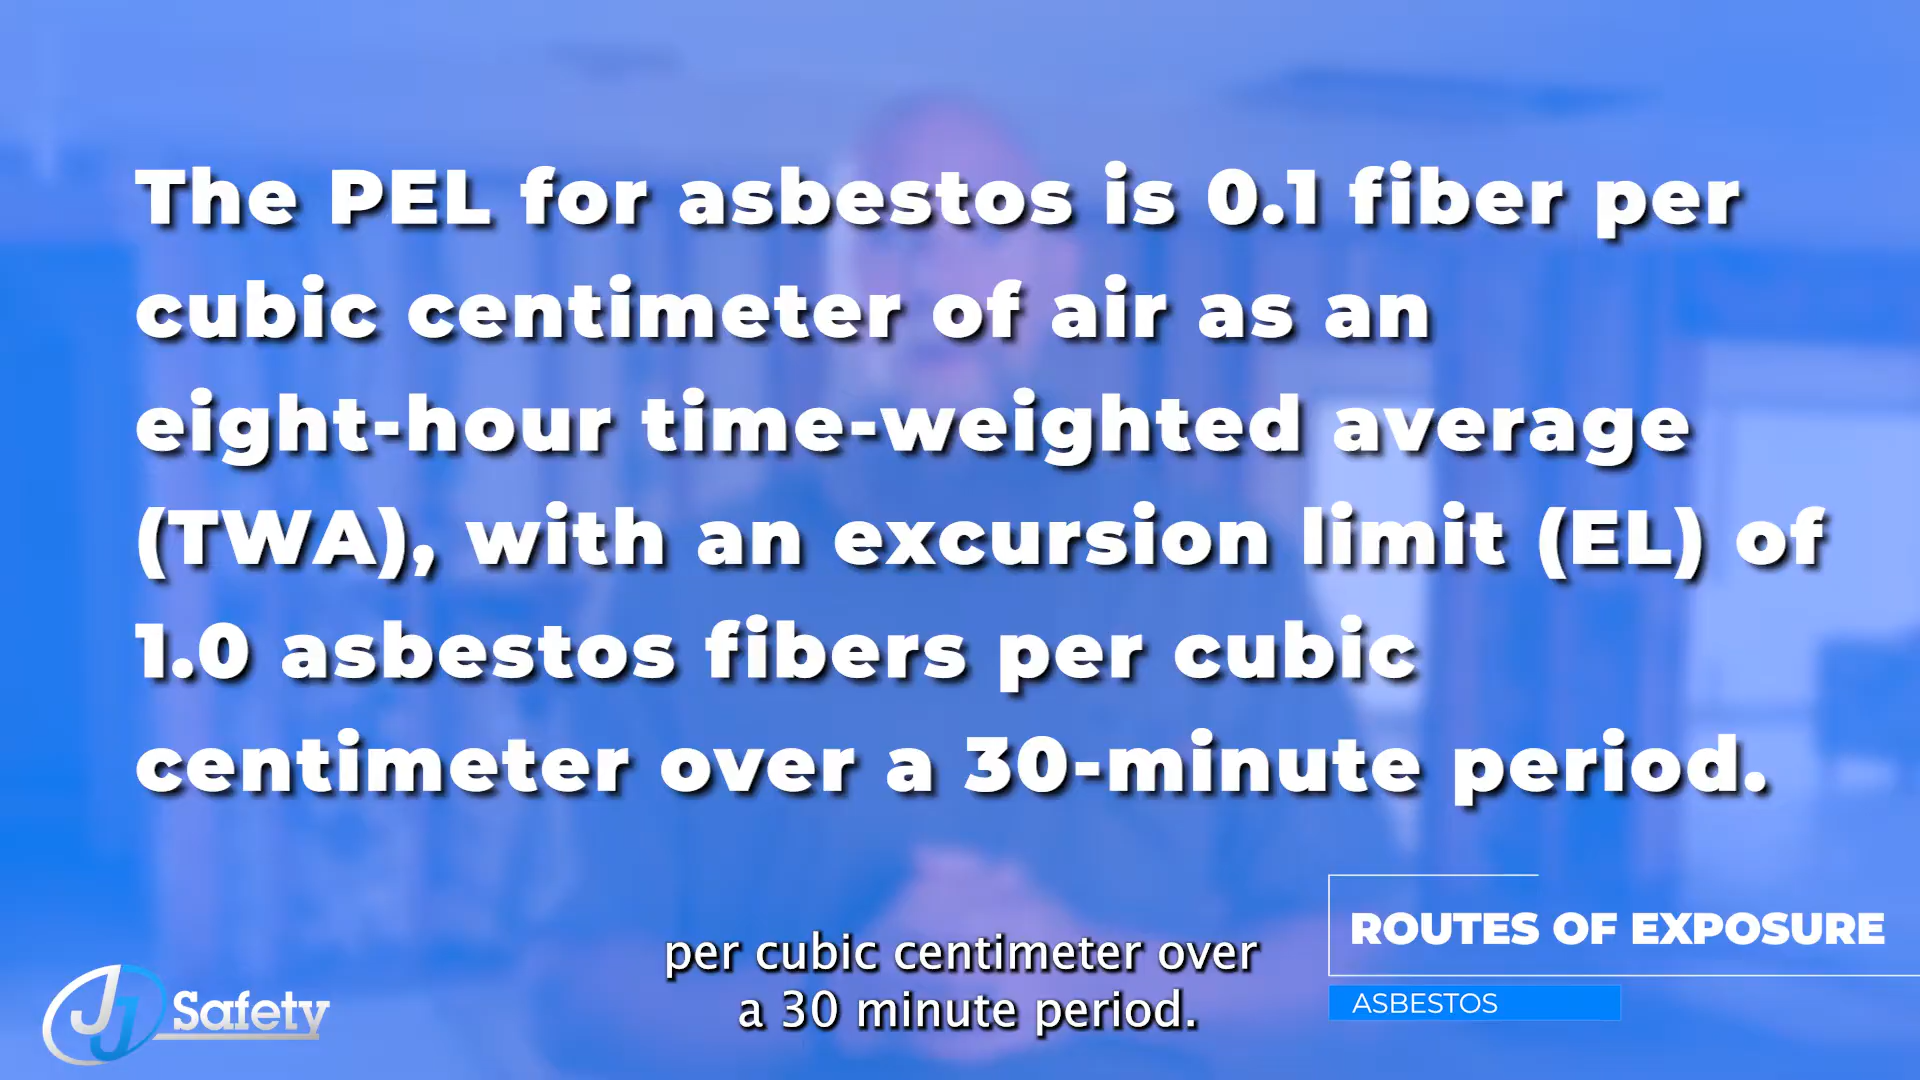 The PEL for asbestos is 0.1 fiber per
cubic centimeter of air as an
eight-hour time-weighted average
(TWA), with an excursion limit (EL) of
1.0 asbestos fibers per cubic
centimeter over a 30-minute period.
ROUTES OF EXPOSURE
per cubic centimeter over
a 30 minute period.
ASBESTOS
JJ Safety